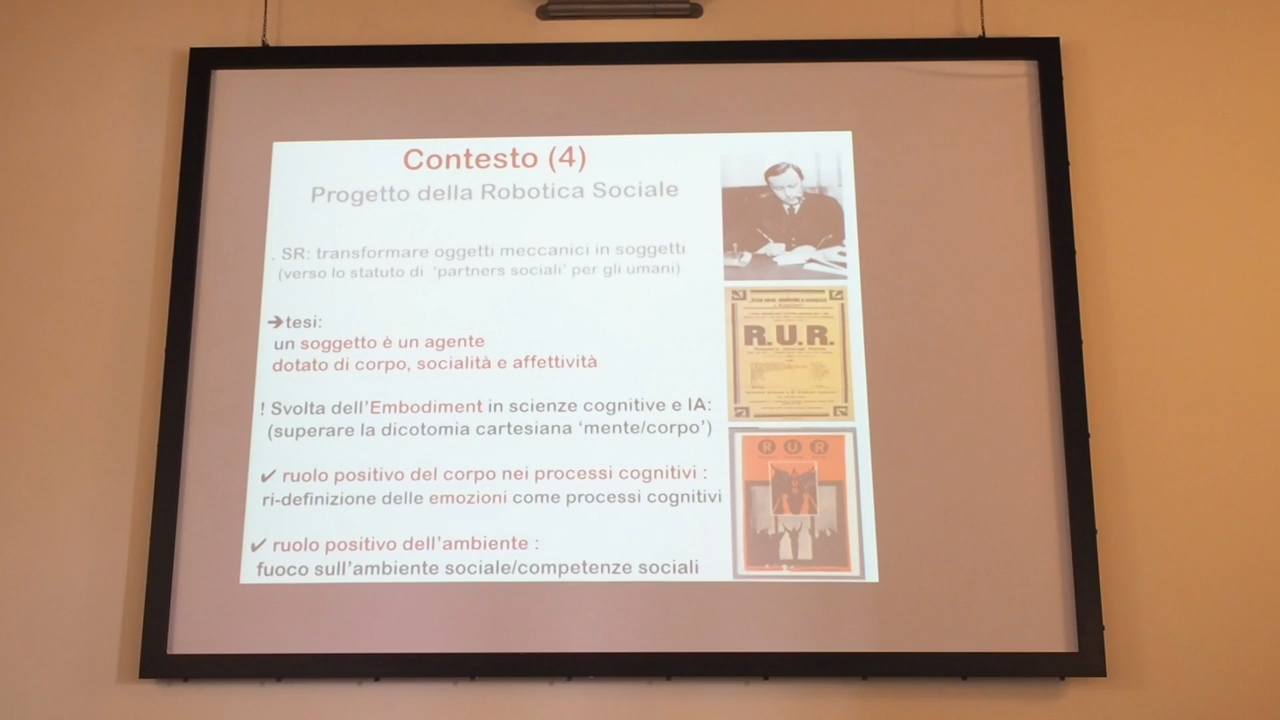 Contesto (4)
Progetto della Robotica Sociale
. SR: transformare oggetti meccanici in soggetti
(verso lo statuto di 'partners sociali' per gli umani)
➔tesi:
un soggetto è un agente
dotato di corpo, socialità e affettività
! Svolta dell'Embodiment in scienze cognitive e IA:
(superare la dicotomia cartesiana 'mente/corpo')
✔ ruolo positivo del corpo nei processi cognitivi :
ri-definizione delle emozioni come processi cognitivi
✔ ruolo positivo dell'ambiente :
fuoco sull'ambiente sociale/competenze sociali
R.U.R.
RUR